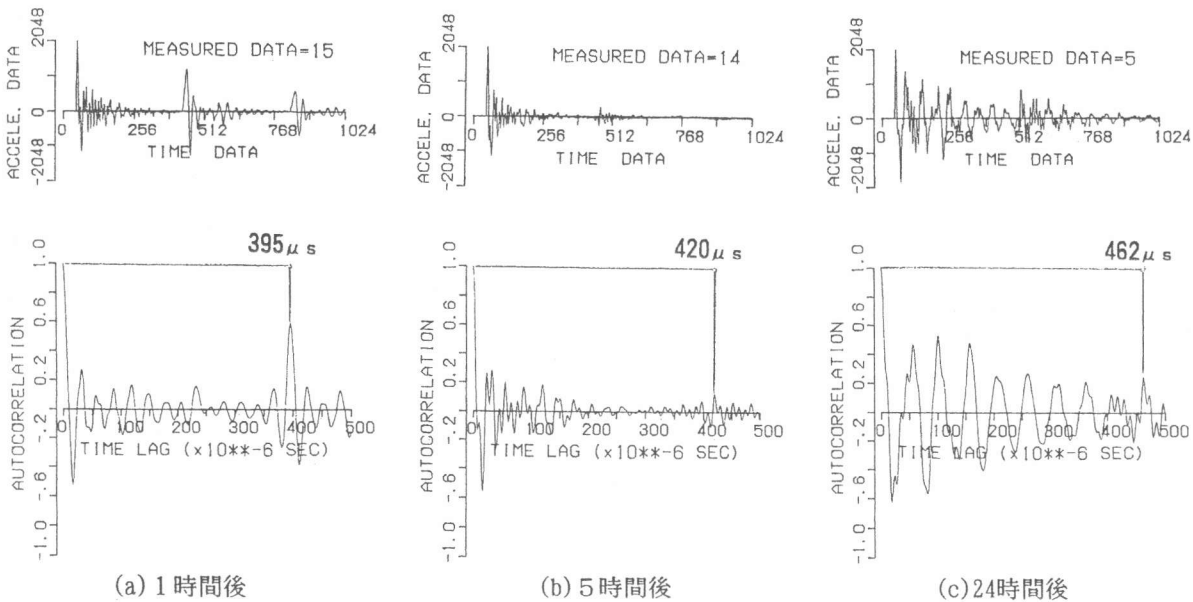 MEASURED DATA=15
ACCELE. DATA
2048
0
-2048
0 256 512 768 1024
TIME DATA
MEASURED DATA=14
ACCELE. DATA
2048
0
-2048
0 256 512 768 1024
TIME DATA
MEASURED DATA=5
ACCELE. DATA
2048
0
-2048
0 256 512 768 1024
TIME DATA
395μs
AUTOCORRELATION
1.0
0.6
0.2
-.2
-.6
-1.0
0 100 200 300 400 500
TIME LAG (×10**-6 SEC)
420μs
AUTOCORRELATION
1.0
0.6
0.2
-.2
-.6
-1.0
0 100 200 300 400 500
TIME LAG (×10**-6 SEC)
462μs
AUTOCORRELATION
1.0
0.6
0.2
-.2
-.6
-1.0
0 100 200 300 400 500
TIME LAG (×10**-6 SEC)
(a) 1時間後
(b) 5時間後
(c) 24時間後